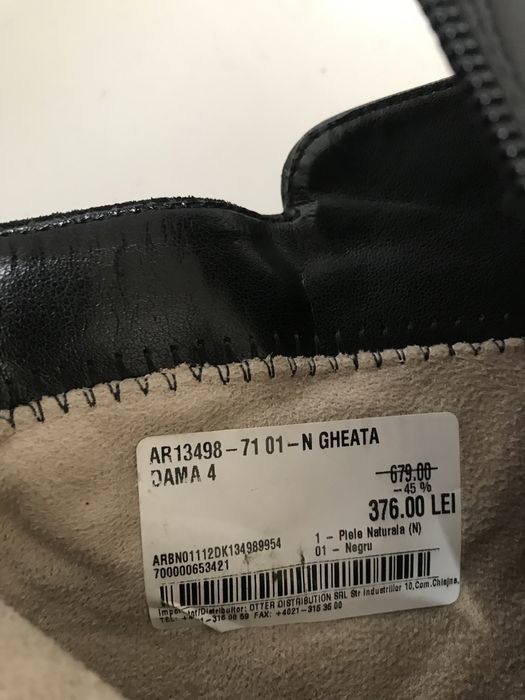 AR13498-71 01-N GHEATA
DAMA 4
679.00
-45 %
376.00 LEI
1 - Piele Naturala (N)
01 - Negru
ARBN01112DK134989954
700000653421
Importator/Distribuitor: OTTER DISTRIBUTION SRL Str Industriilor 10,Com.Chiajna,
FAX: +4021-316 36 00